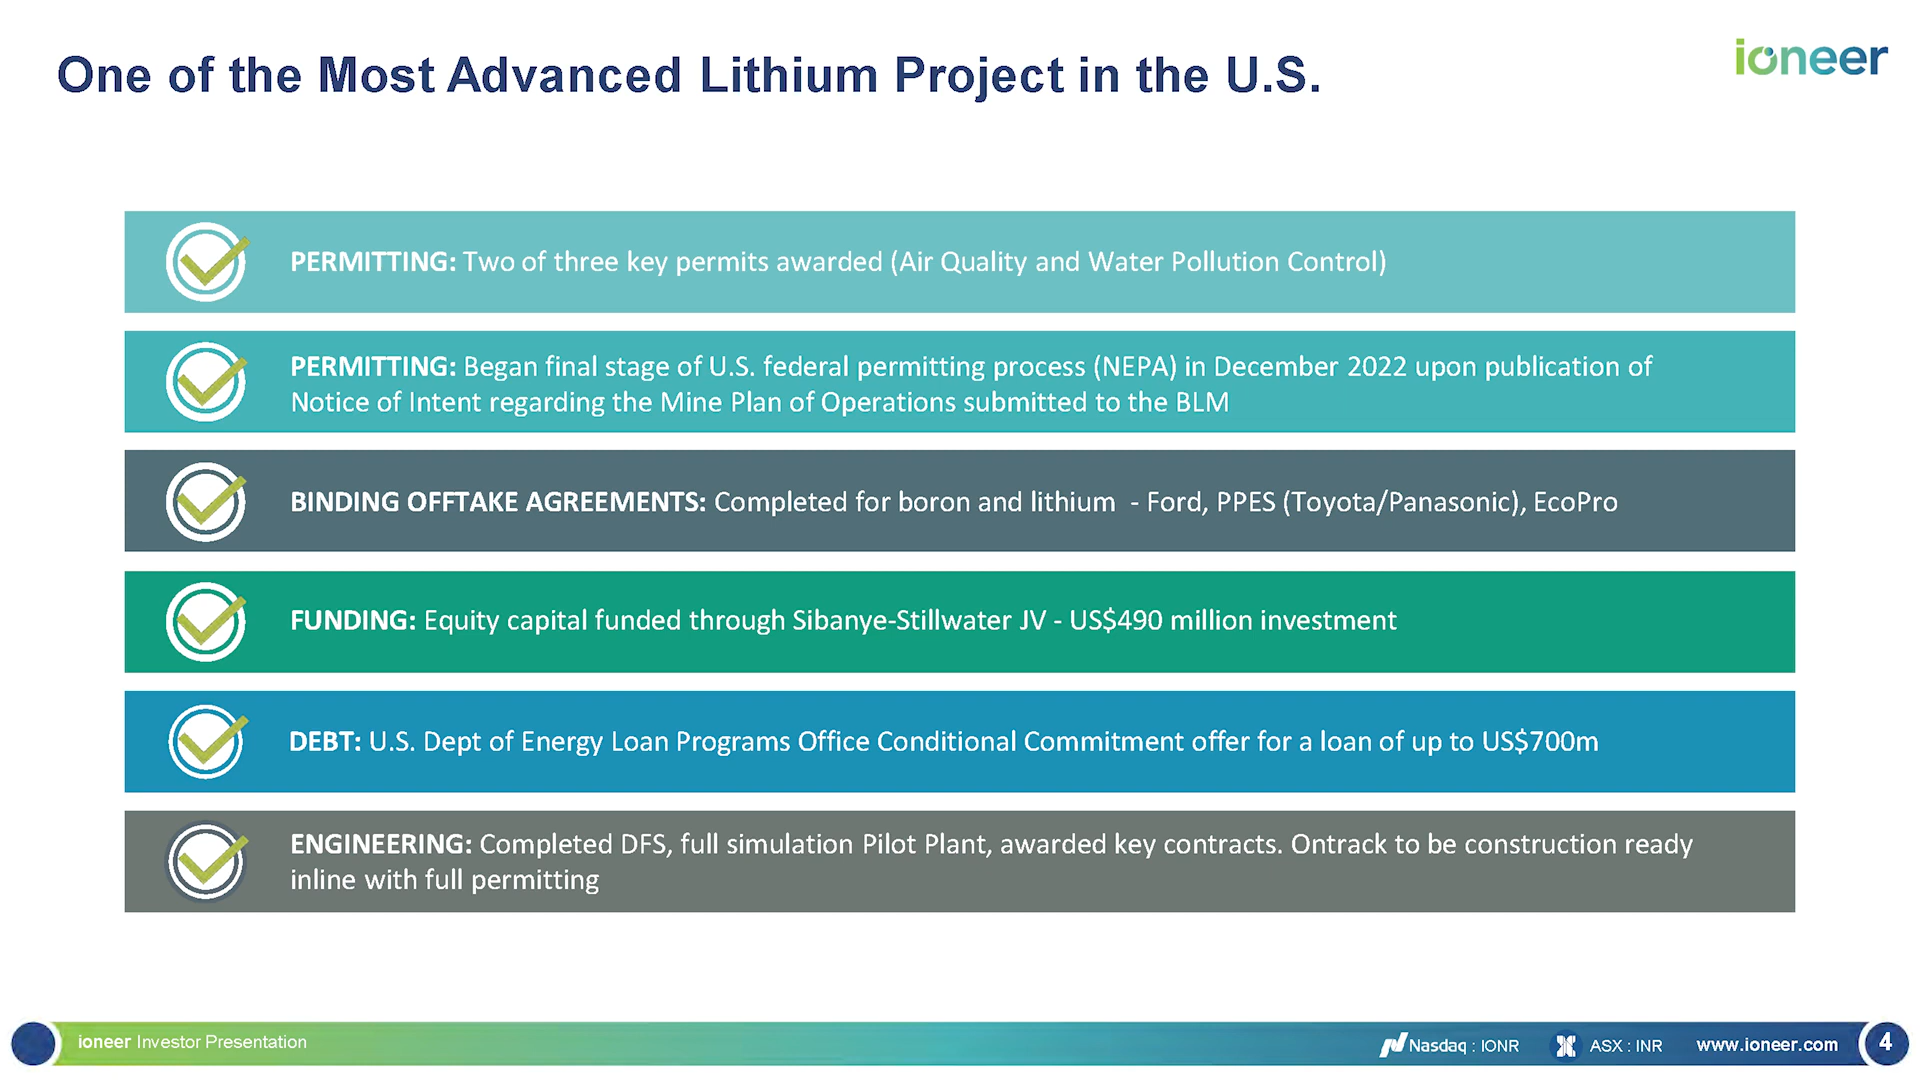 One of the Most Advanced Lithium Project in the U.S.
ioneer
PERMITTING: Two of three key permits awarded (Air Quality and Water Pollution Control)
PERMITTING: Began final stage of U.S. federal permitting process (NEPA) in December 2022 upon publication of
Notice of Intent regarding the Mine Plan of Operations submitted to the BLM
BINDING OFFTAKE AGREEMENTS: Completed for boron and lithium  - Ford, PPES (Toyota/Panasonic), EcoPro
FUNDING: Equity capital funded through Sibanye-Stillwater JV - US$490 million investment
DEBT: U.S. Dept of Energy Loan Programs Office Conditional Commitment offer for a loan of up to US$700m
ENGINEERING: Completed DFS, full simulation Pilot Plant, awarded key contracts. Ontrack to be construction ready
inline with full permitting
ioneer Investor Presentation
Nasdaq : IONR
ASX : INR
www.ioneer.com
4